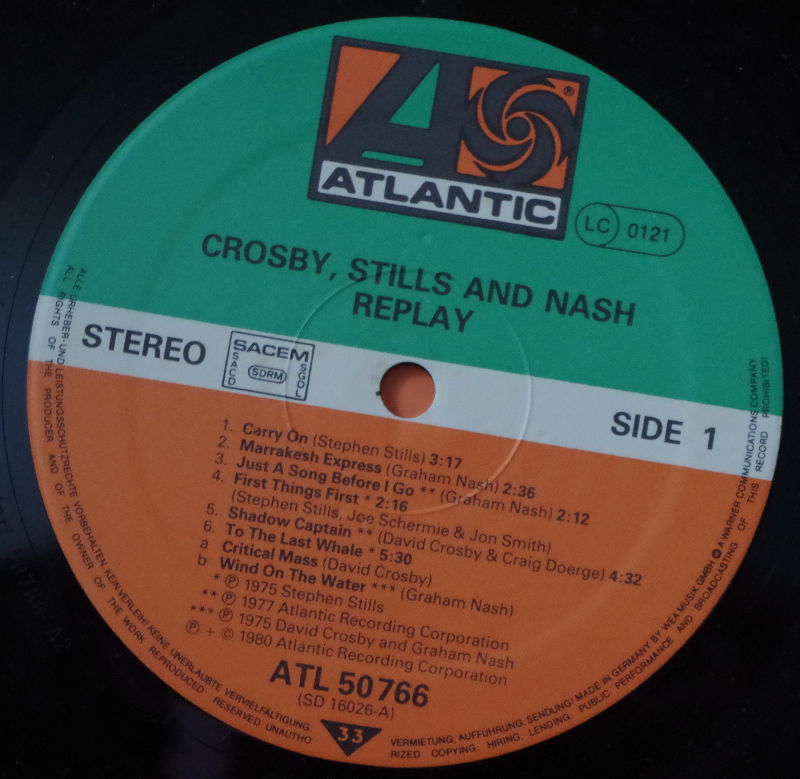 ATLANTIC
®
LC 0121
CROSBY, STILLS AND NASH
REPLAY
STEREO
SACEM
SACD
SDRM
SGDL
SIDE 1
1. Carry On (Stephen Stills) 3:17
2. Marrakesh Express (Graham Nash) 2:36
3. Just A Song Before I Go ** (Graham Nash) 2:12
4. First Things First * 2:16
(Stephen Stills, Joe Schermie & Jon Smith)
5. Shadow Captain ** (David Crosby & Craig Doerge) 4:32
6. To The Last Whale * 5:30
a Critical Mass (David Crosby)
b Wind On The Water *** (Graham Nash)
* ℗ 1975 Stephen Stills
** ℗ 1977 Atlantic Recording Corporation
*** ℗ 1975 David Crosby and Graham Nash
℗ + © 1980 Atlantic Recording Corporation
ATL 50 766
(SD 16026-A)
33
ALLE URHEBER- UND LEISTUNGSSCHUTZRECHTE VORBEHALTEN KEIN VERLEIH! KEINE UNERLAUBTE VERVIELFÄLTIGUNG
VERMIETUNG, AUFFÜHRUNG, SENDUNG! MADE IN GERMANY BY WEA MUSIK GMBH A WARNER COMMUNICATIONS COMPANY
ALL RIGHTS OF THE PRODUCER AND OF THE OWNER OF THE WORK REPRODUCED RESERVED UNAUTHO
RIZED COPYING, HIRING, LENDING PUBLIC PERFORMANCE AND BROADCASTING OF THIS RECORD PROHIBITED!